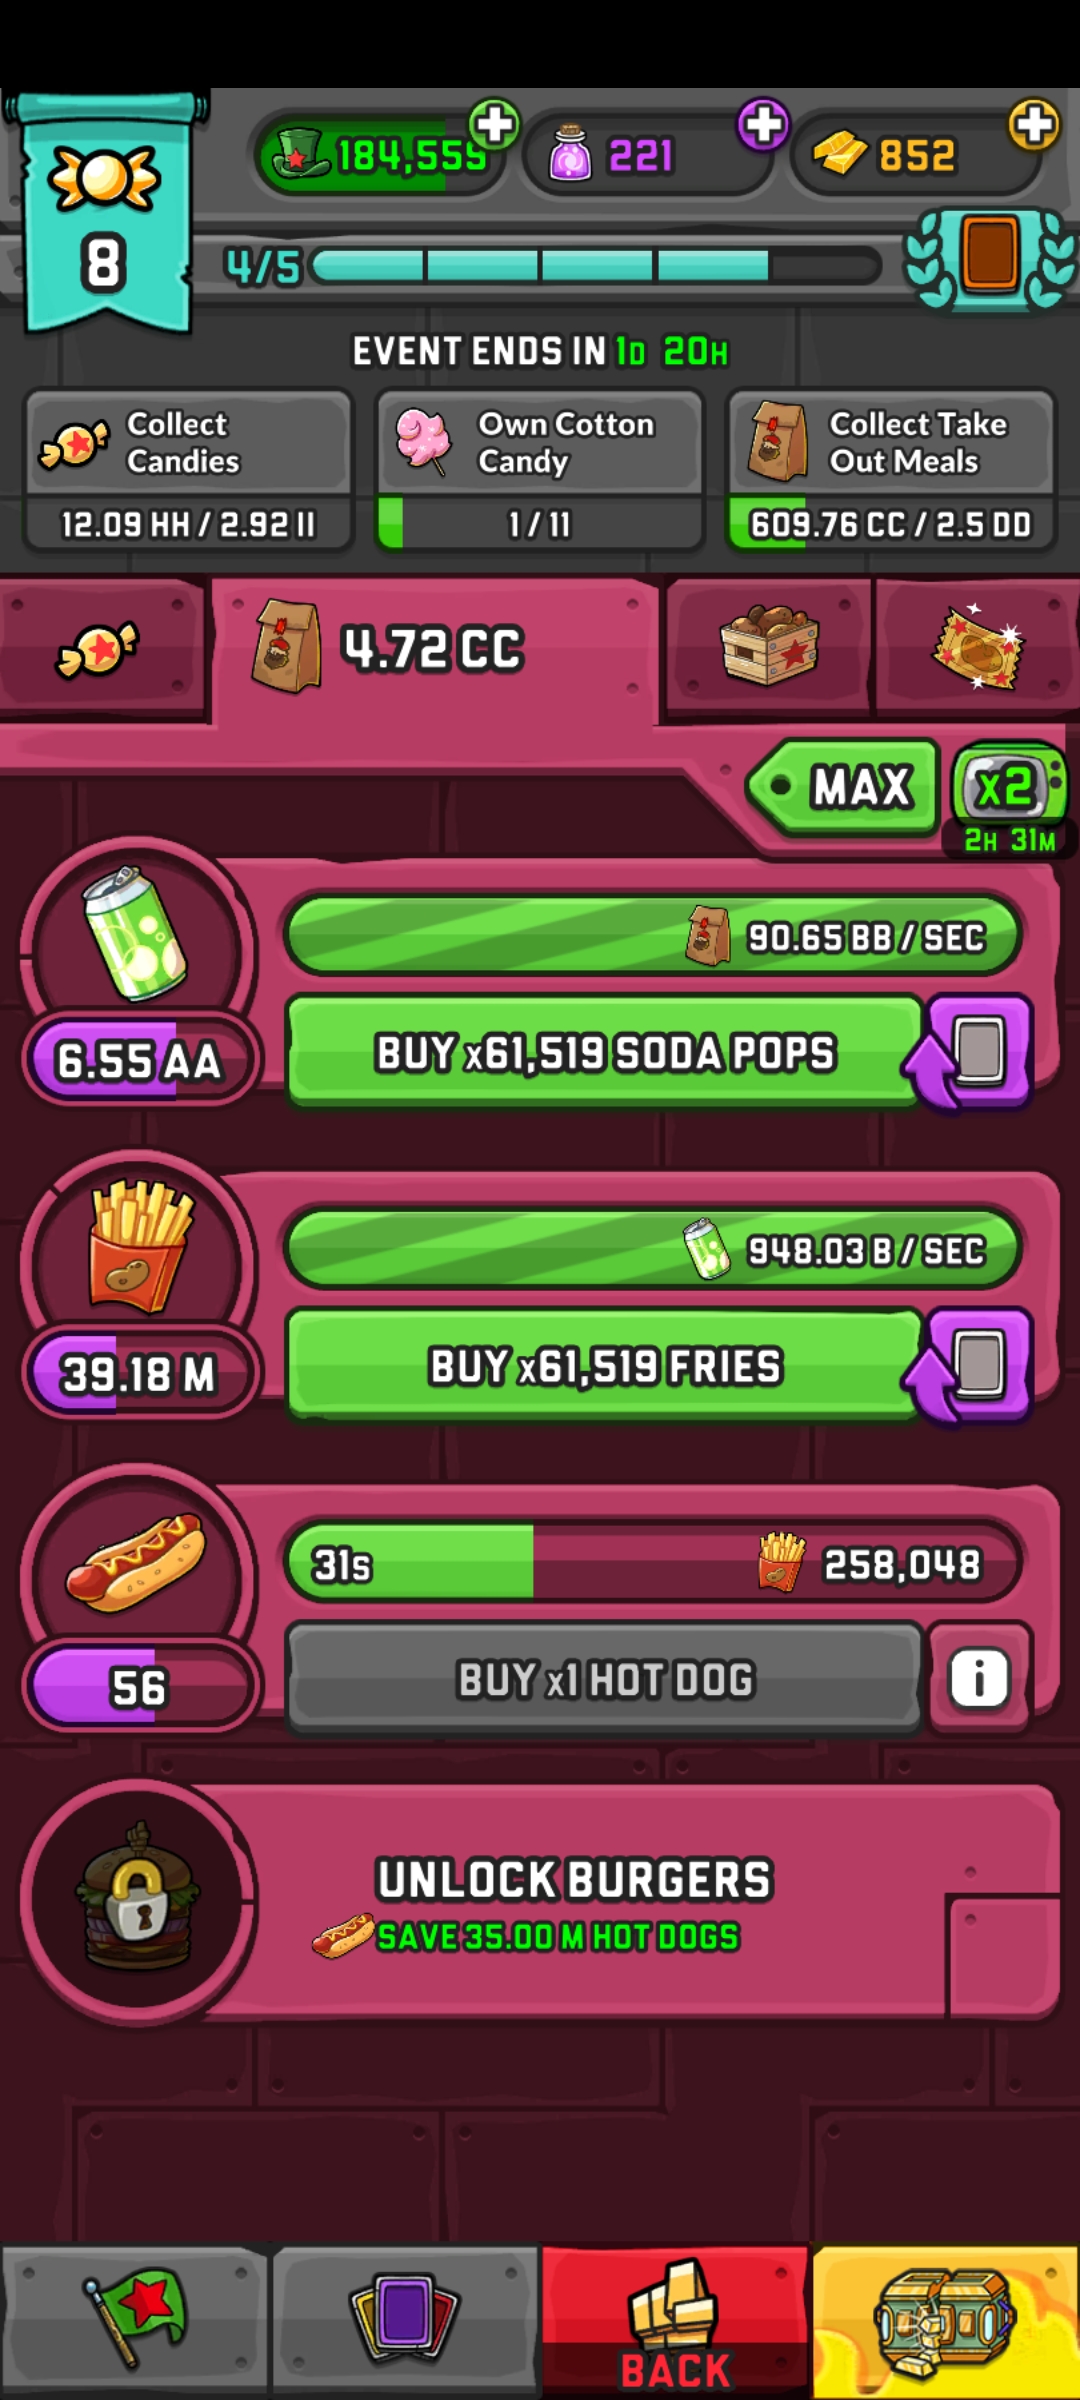 184,559
221
852
8
4/5
EVENT ENDS IN 1D 20H
Collect
Candies
12.09 HH / 2.92 II
Own Cotton
Candy
1 / 11
Collect Take
Out Meals
609.76 CC / 2.5 DD
4.72 CC
MAX
x2
2H 31M
90.65 BB / SEC
6.55 AA
BUY x61,519 SODA POPS
948.03 B / SEC
39.18 M
BUY x61,519 FRIES
31s
258,048
56
BUY x1 HOT DOG
i
UNLOCK BURGERS
SAVE 35.00 M HOT DOGS
BACK